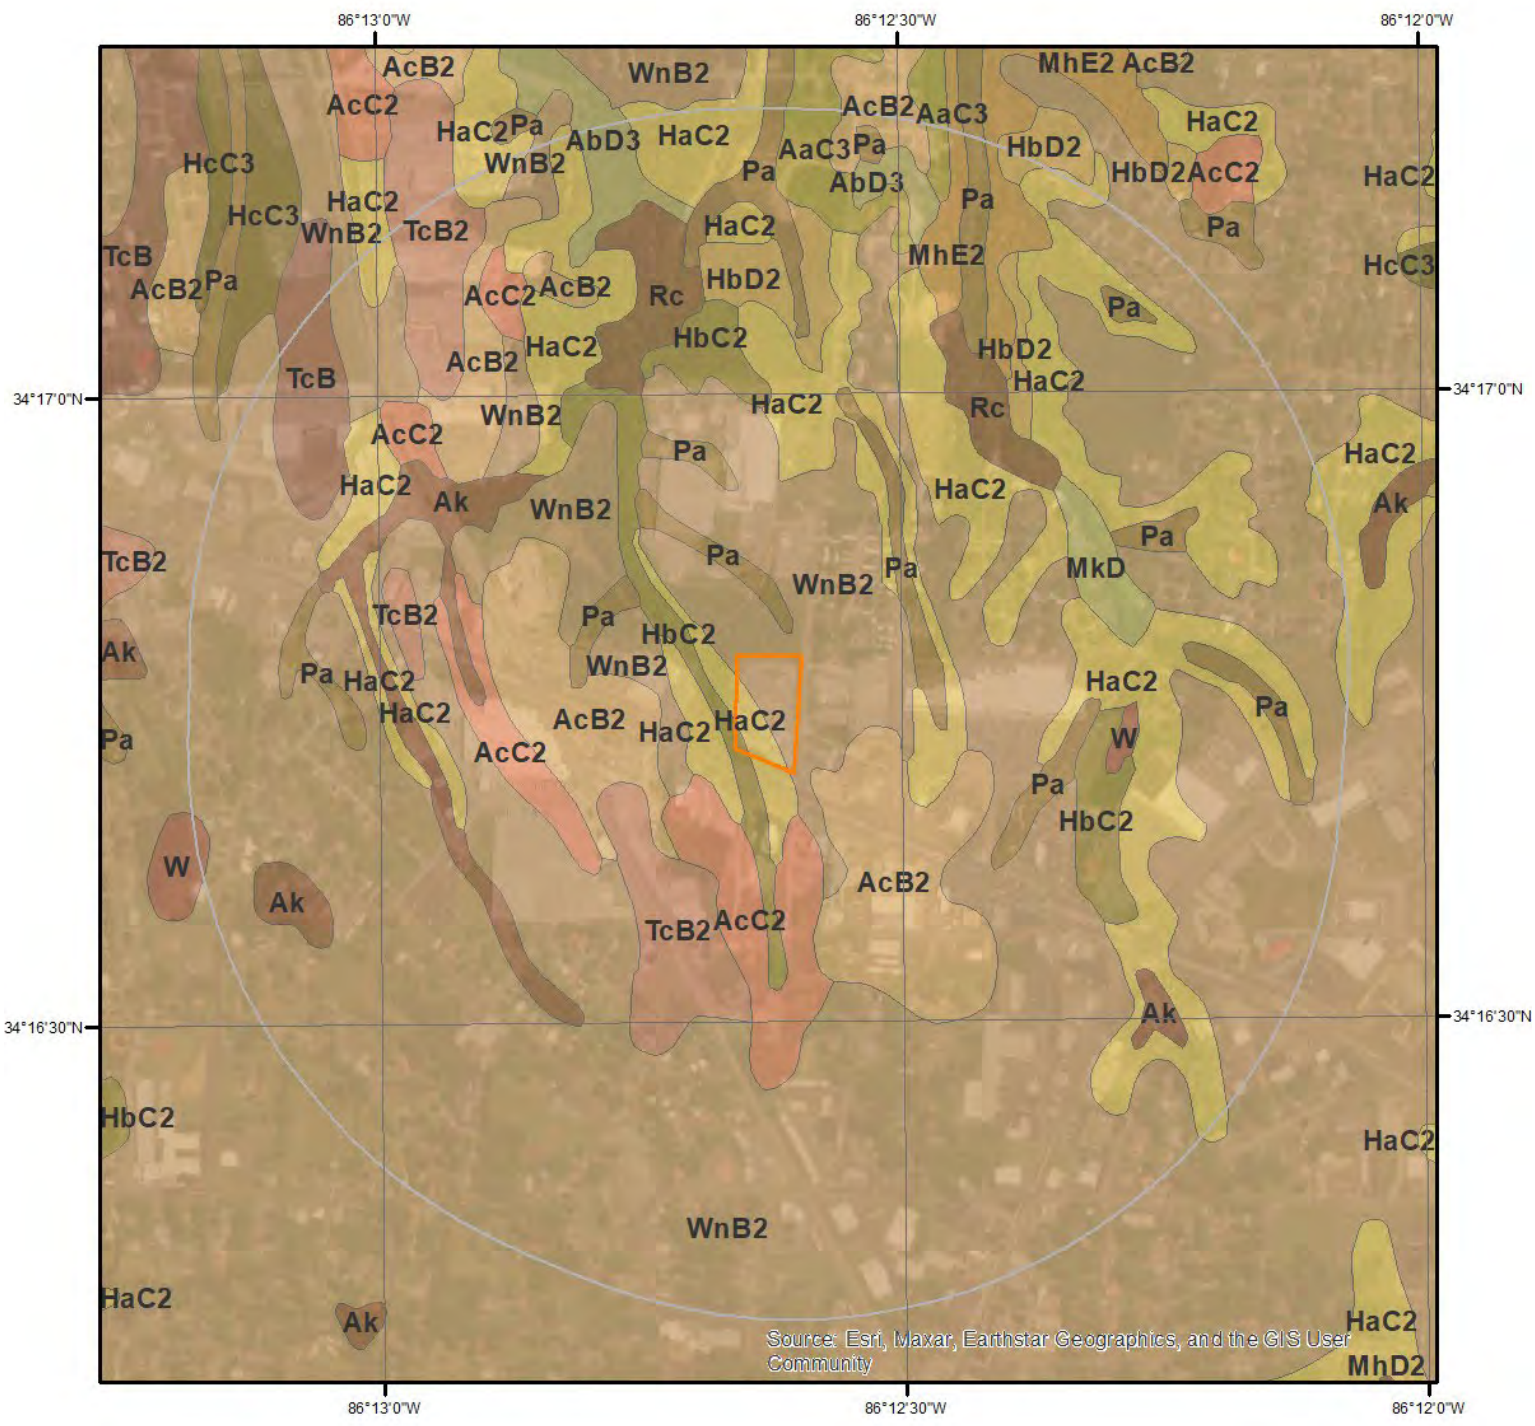 86°13'0"W 86°12'30"W 86°12'0"W
AcB2 WnB2 MhE2 AcB2
AcC2 AcB2 AaC3 HaC2
HaC2 Pa AbD3 HaC2 AaC3 Pa HbD2
HcC3 WnB2 Pa AbD3 HbD2 AcC2 HaC2
HaC2 Pa
HcC3 WnB2 TcB2 HaC2 Pa
TcB MhE2 HcC3
AcB2 Pa AcC2 AcB2 Rc HbD2 Pa
HaC2 HbC2 HbD2
TcB AcB2 HaC2
34°17'0"N 34°17'0"N
WnB2 HaC2 Rc
AcC2 Pa HaC2
HaC2 Ak WnB2 HaC2 Ak
Pa
TcB2 Pa WnB2 Pa MkD
TcB2 Pa
HbC2
Ak WnB2
Pa HaC2 HaC2
HaC2 AcB2 HaC2 HaC2 Pa
Pa AcC2 W
Pa
HbC2
W Ak AcB2
TcB2 AcC2
34°16'30"N Ak 34°16'30"N
HbC2 HaC2
WnB2
HaC2 Ak HaC2
Source: Esri, Maxar, Earthstar Geographics, and the GIS User
Community
MhD2
86°13'0"W 86°12'30"W 86°12'0"W